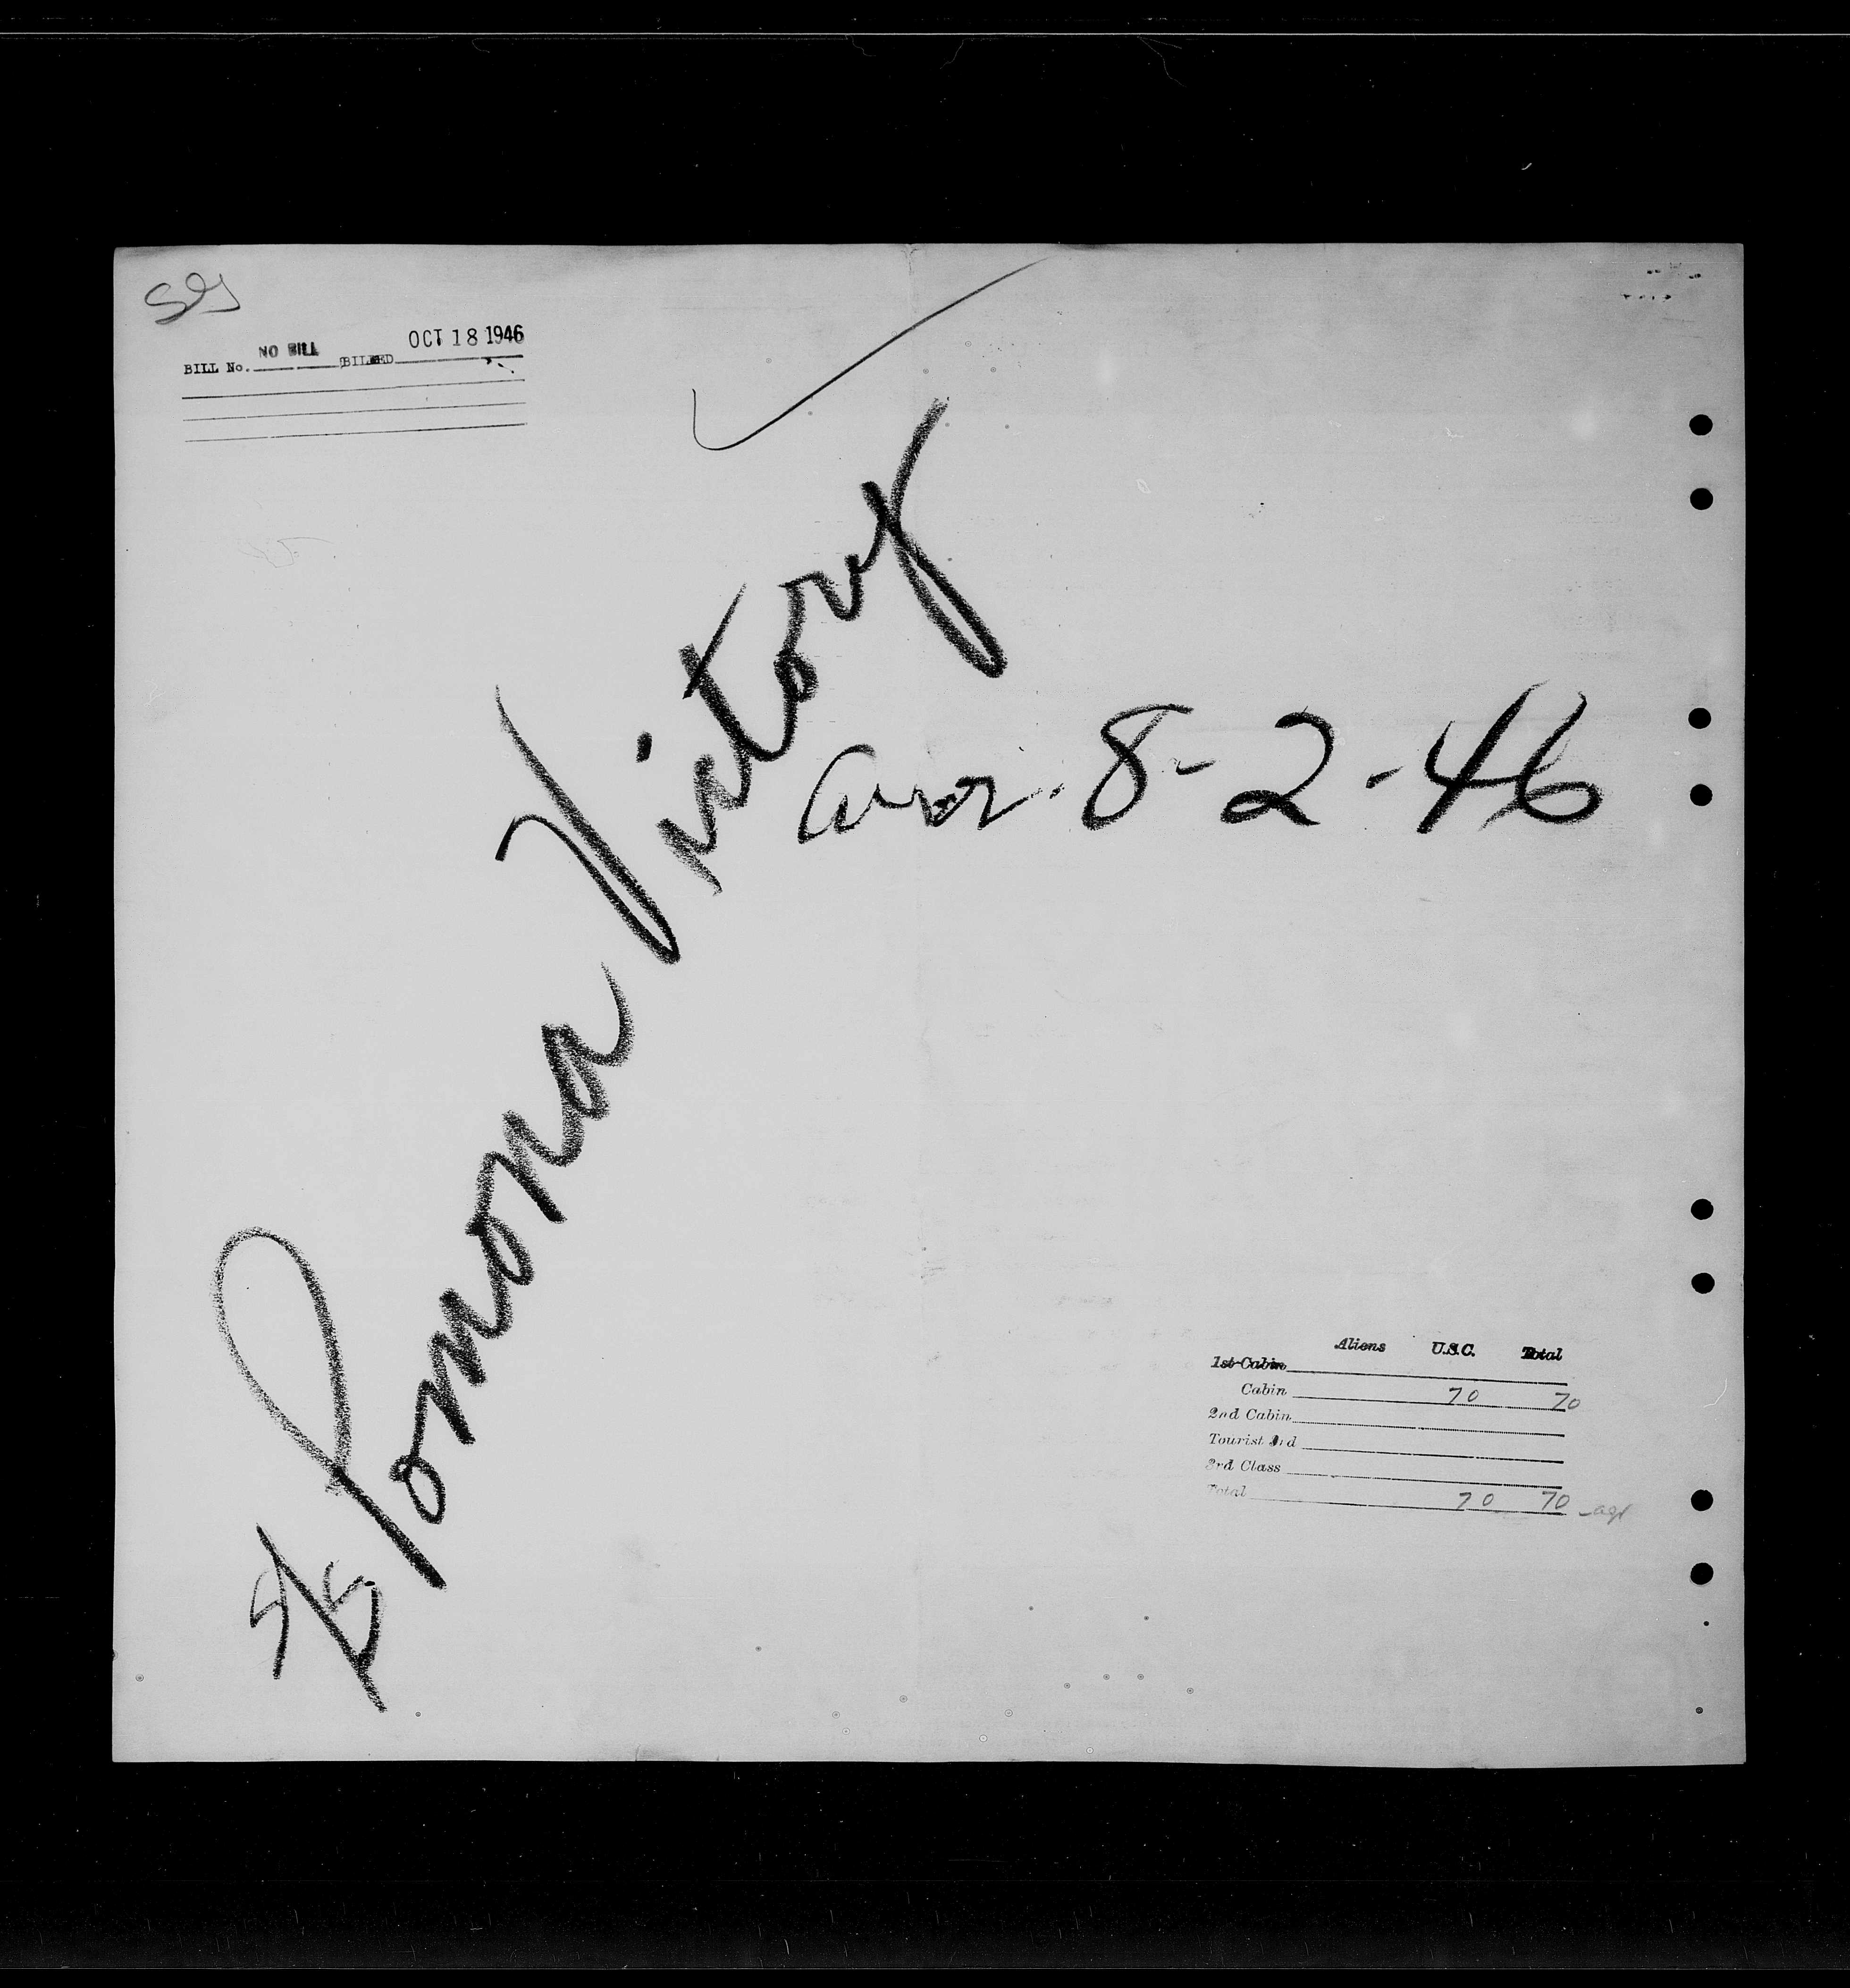 BILL No. NO BILL BILLED OCT 18 1946
S/S Pomona Victory
arr. 8-2-46
Aliens U.S.C. Total
1st Cabin
Cabin 70 70
2nd Cabin
Tourist 3rd
3rd Class
Total 70 70